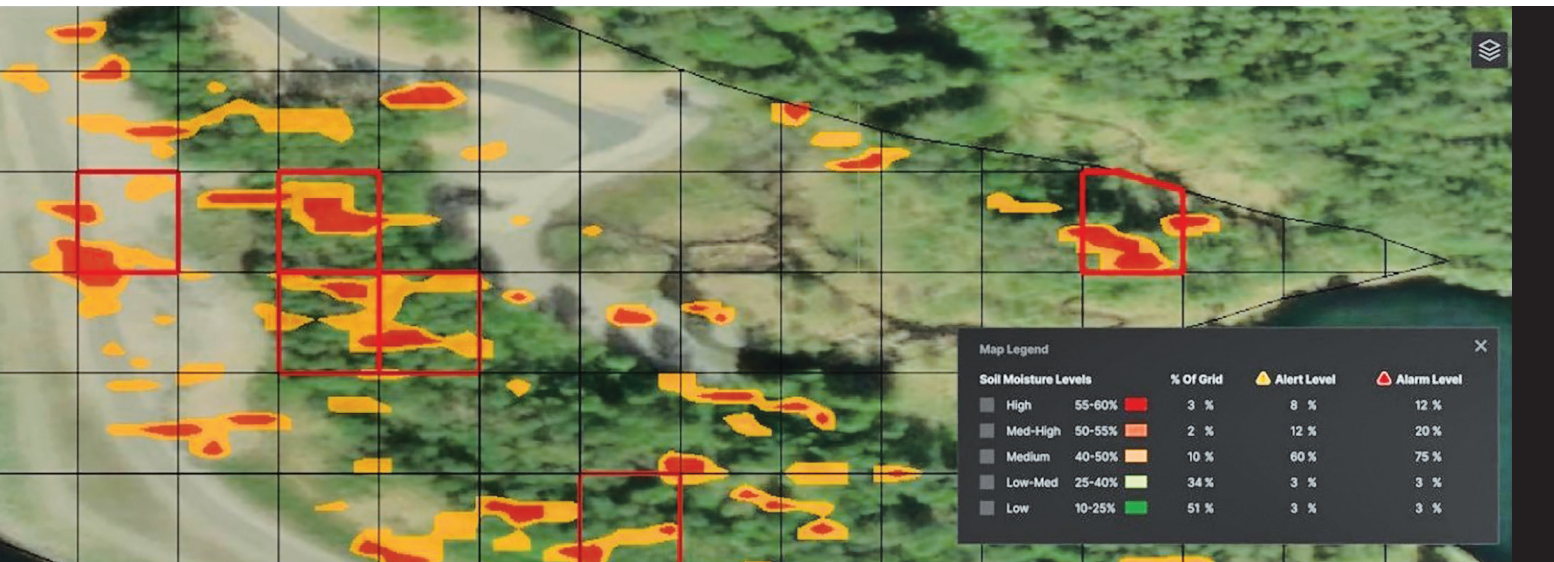 Map Legend
Soil Moisture Levels % Of Grid Alert Level Alarm Level
High 55-60% 3 % 8 % 12 %
Med-High 50-55% 2 % 12 % 20 %
Medium 40-50% 10 % 60 % 75 %
Low-Med 25-40% 34 % 3 % 3 %
Low 10-25% 51 % 3 % 3 %